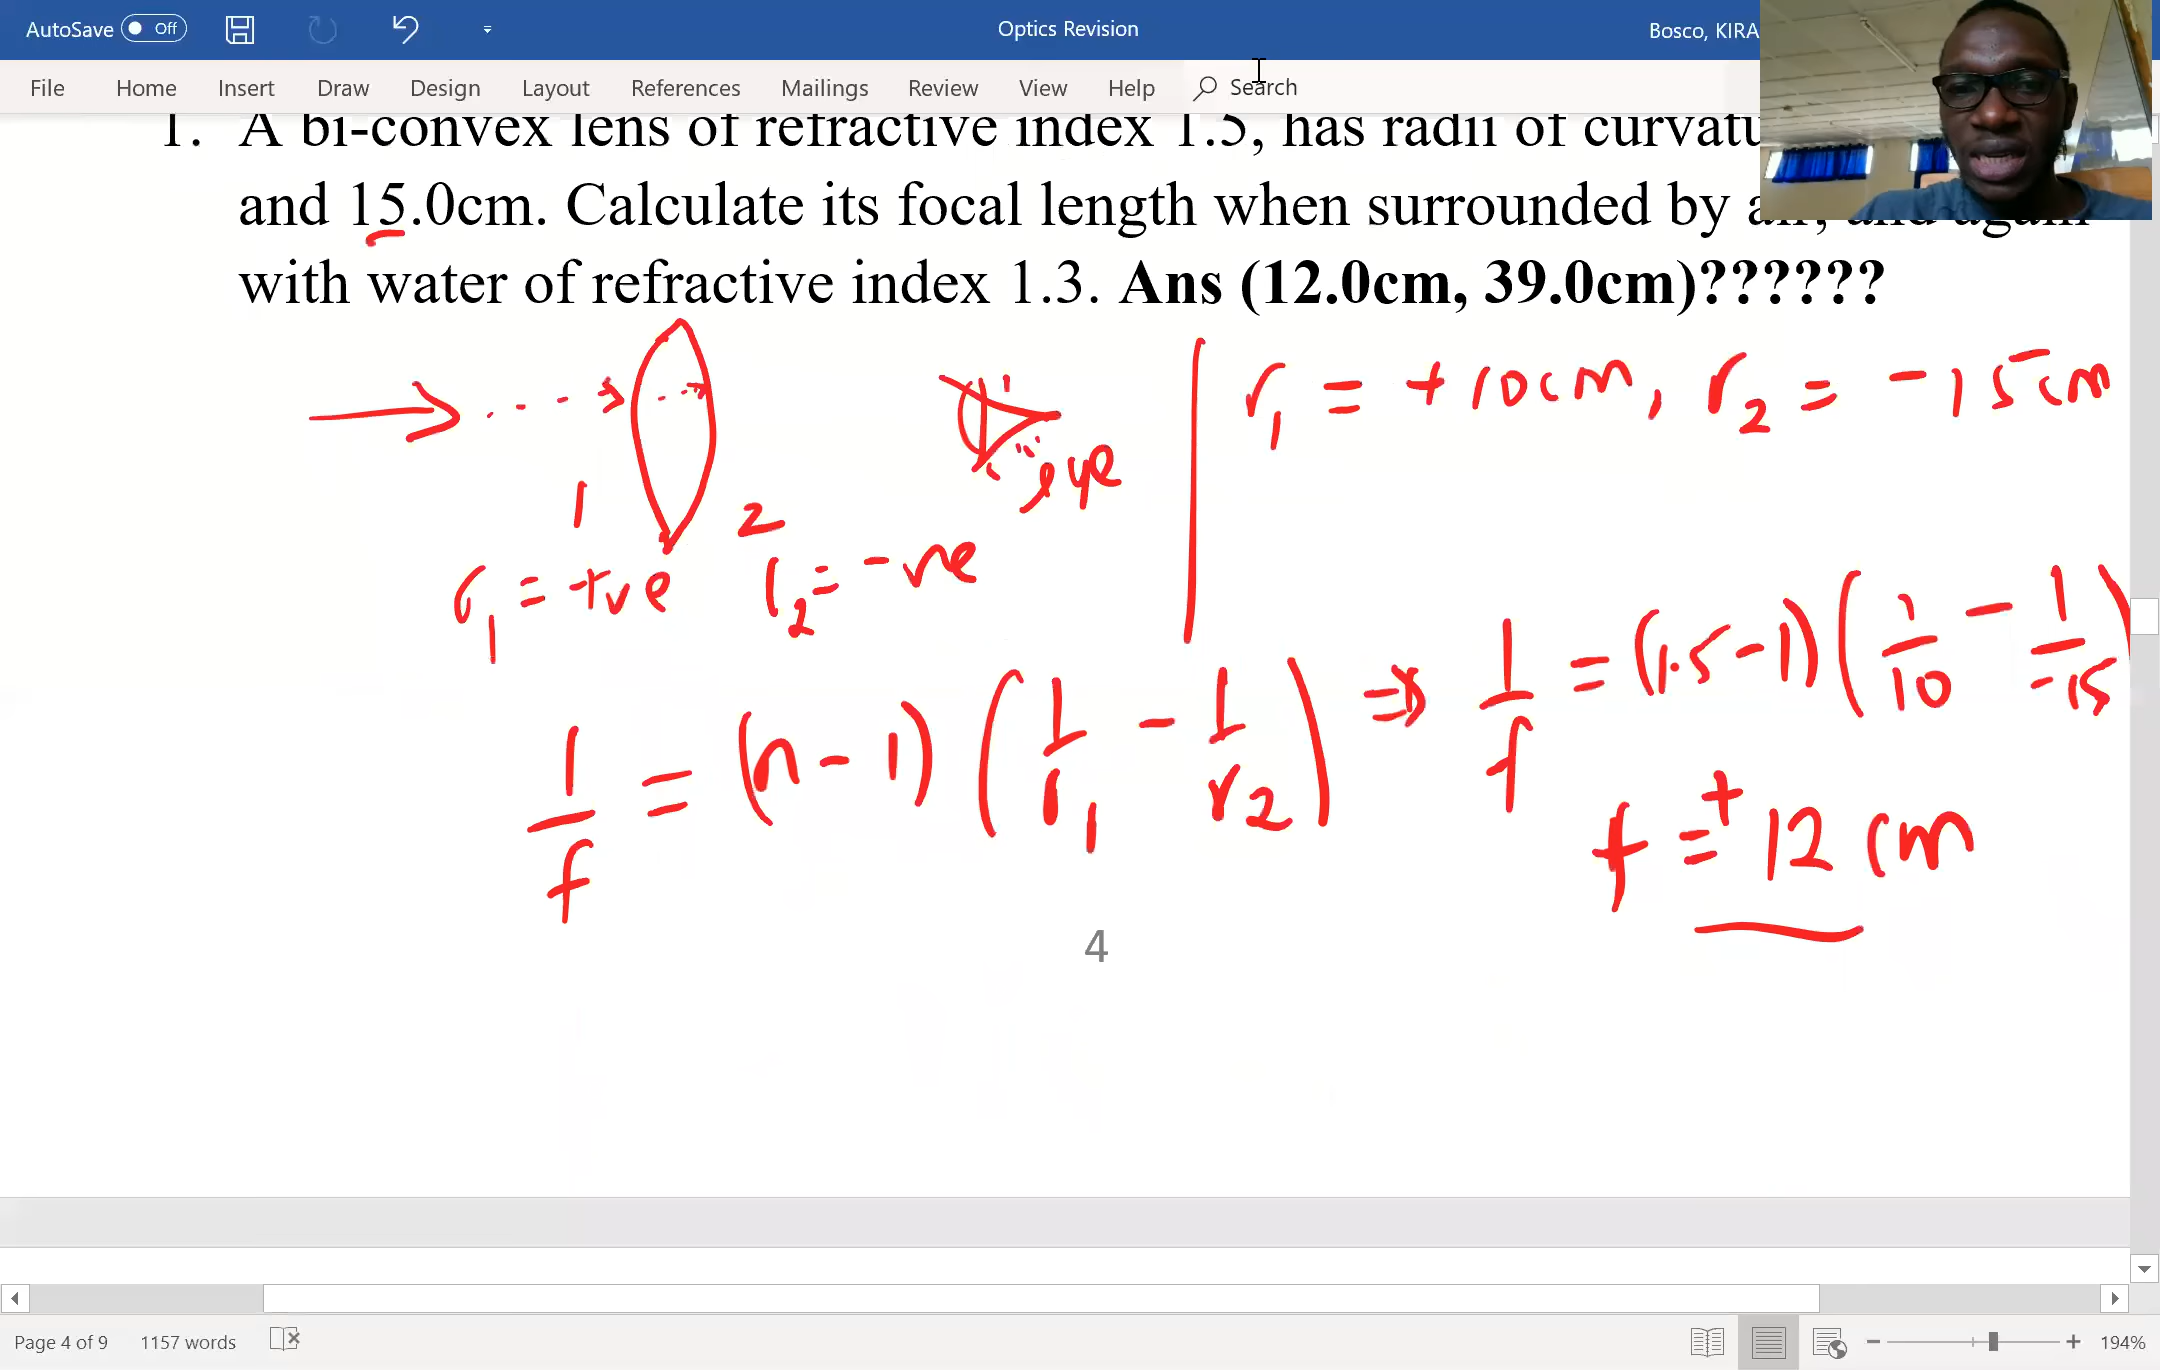 AutoSave Off Optics Revision Bosco, KIRA
File Home Insert Draw Design Layout References Mailings Review View Help Search
1. A bi-convex lens of refractive index 1.5, has radii of
and 15.0cm. Calculate its focal length when surrounded by air, and again
with water of refractive index 1.3. Ans (12.0cm, 39.0cm)??????
r₁ = +10cm, r₂ = -15cm
eye
1 2
r₁ = +ve r₂ = -ve
1/f = (n - 1) (1/r₁ - 1/r₂) ⇒ 1/f = (1.5 - 1) (1/10 - 1/-15)
f = +12 cm
4
Page 4 of 9 1157 words 194%